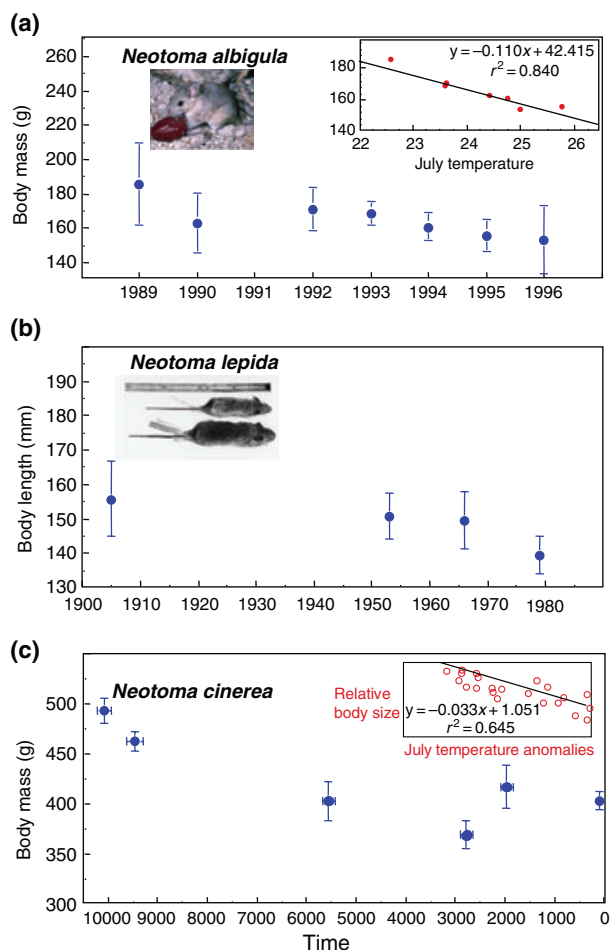 (a)
Neotoma albigula
Body mass (g)
260
240
220
200
180
160
140
1989 1990 1991 1992 1993 1994 1995 1996
y=−0.110x+42.415
r² = 0.840
180
160
140
22 23 24 25 26
July temperature
(b)
Neotoma lepida
Body length (mm)
190
180
170
160
150
140
130
1900 1910 1920 1930 1940 1950 1960 1970 1980
(c)
Neotoma cinerea
Body mass (g)
500
450
400
350
300
10000 9000 8000 7000 6000 5000 4000 3000 2000 1000 0
Time
Relative
body size
y=−0.033x+1.051
r² = 0.645
July temperature anomalies